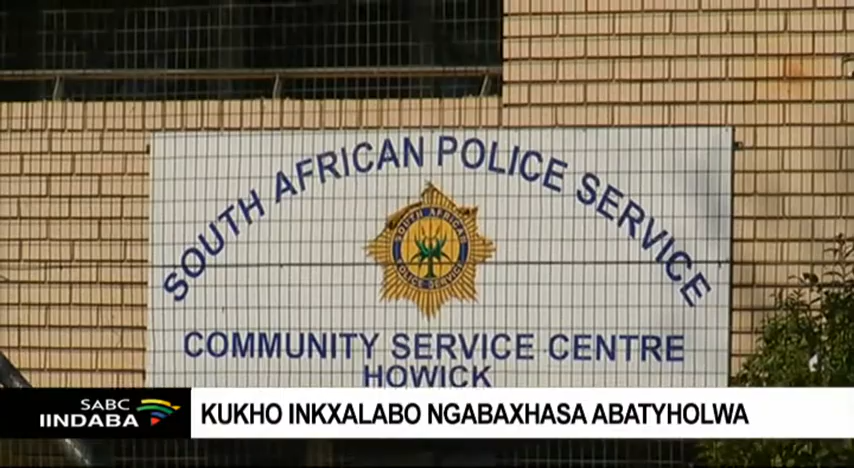 SOUTH AFRICAN POLICE SERVICE
SOUTH AFRICAN
POLICE SERVICE
COMMUNITY SERVICE CENTRE
HOWICK
SABC
IINDABA
KUKHO INKXALABO NGABAXHASA ABATYHOLWA